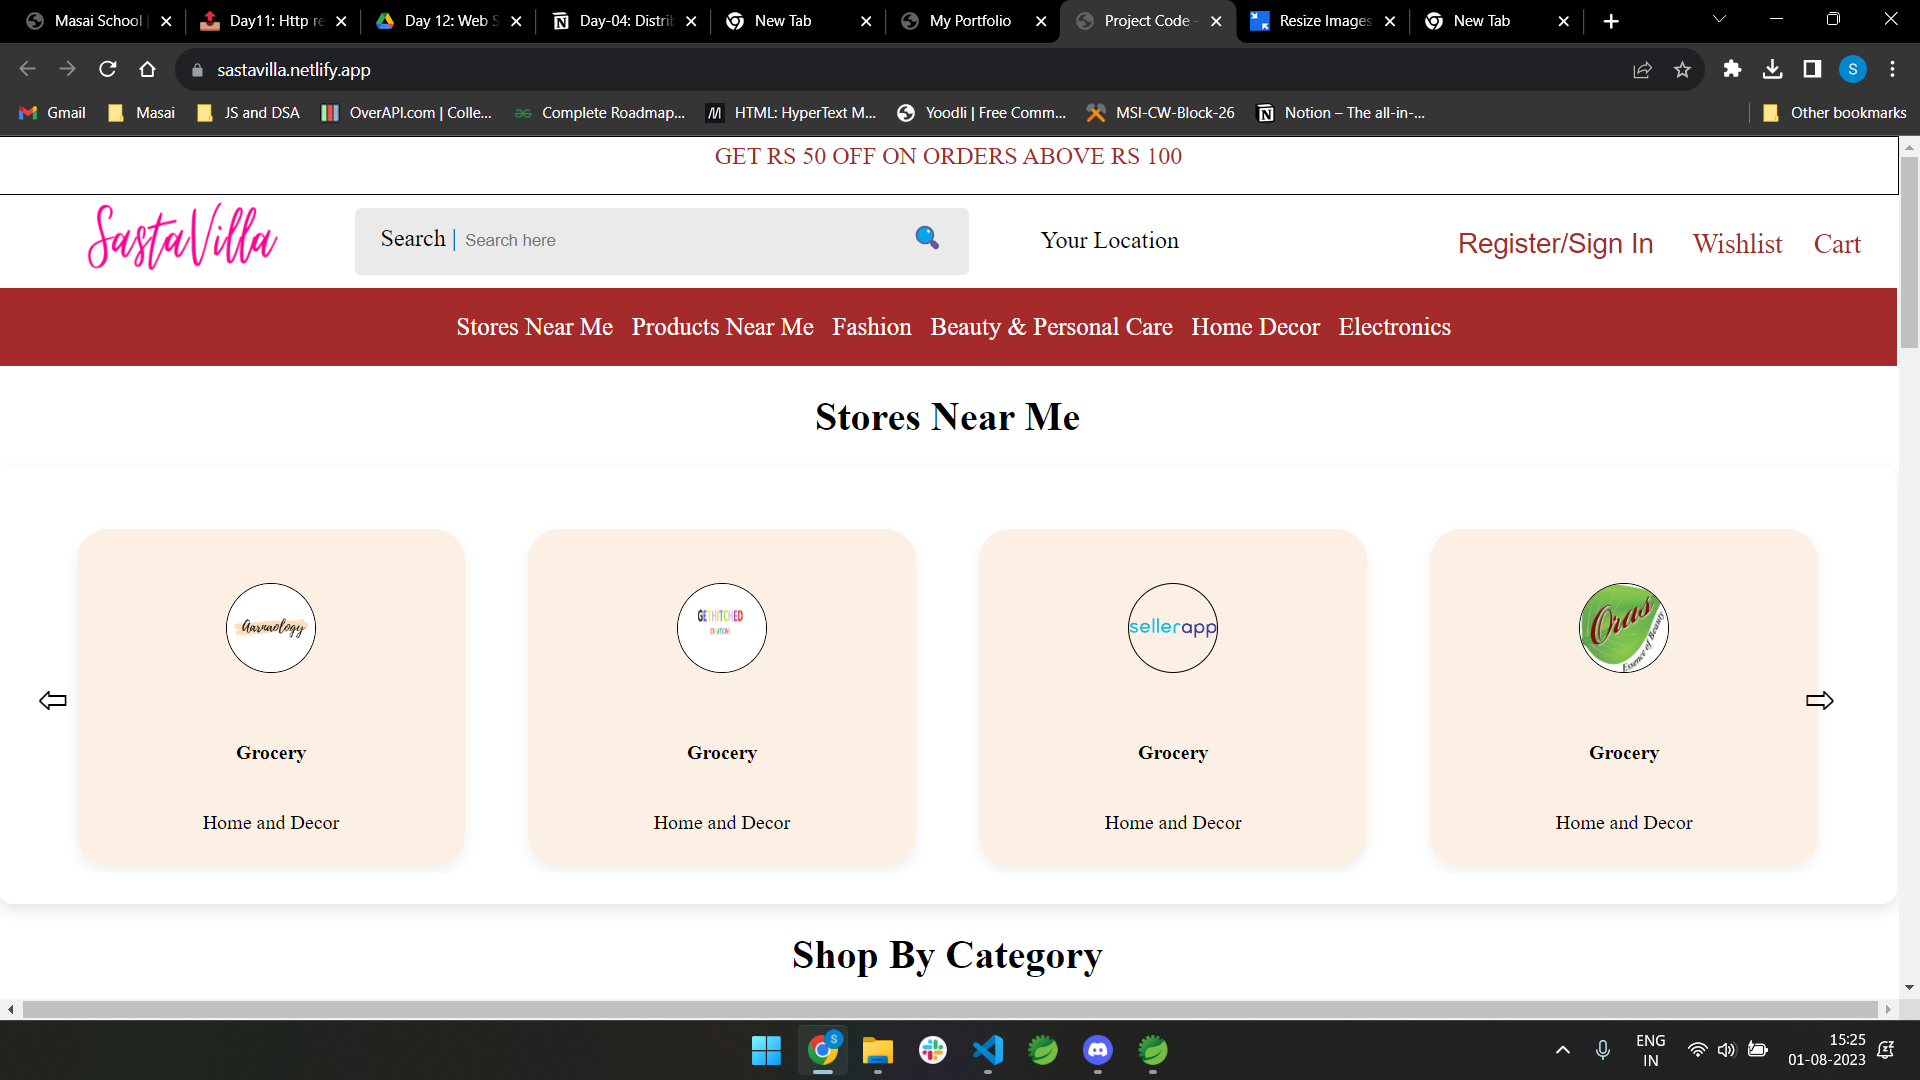 Masai School
Day11: Http re
Day 12: Web S
Day-04: Distrib
New Tab
My Portfolio
Project Code -
Resize Images
New Tab
sastavilla.netlify.app
S
Gmail
Masai
JS and DSA
OverAPI.com | Colle...
Complete Roadmap...
HTML: HyperText M...
Yoodli | Free Comm...
MSI-CW-Block-26
Notion – The all-in-...
Other bookmarks
GET RS 50 OFF ON ORDERS ABOVE RS 100
SastaVilla
Search | Search here
Your Location
Register/Sign In
Wishlist
Cart
Stores Near Me
Products Near Me
Fashion
Beauty & Personal Care
Home Decor
Electronics
Stores Near Me
Aarnaology
GETHITCHED
CREATIONS
sellerapp
Oras
Essence of Beauty
Grocery
Grocery
Grocery
Grocery
Home and Decor
Home and Decor
Home and Decor
Home and Decor
Shop By Category
S
ENG
IN
15:25
01-08-2023